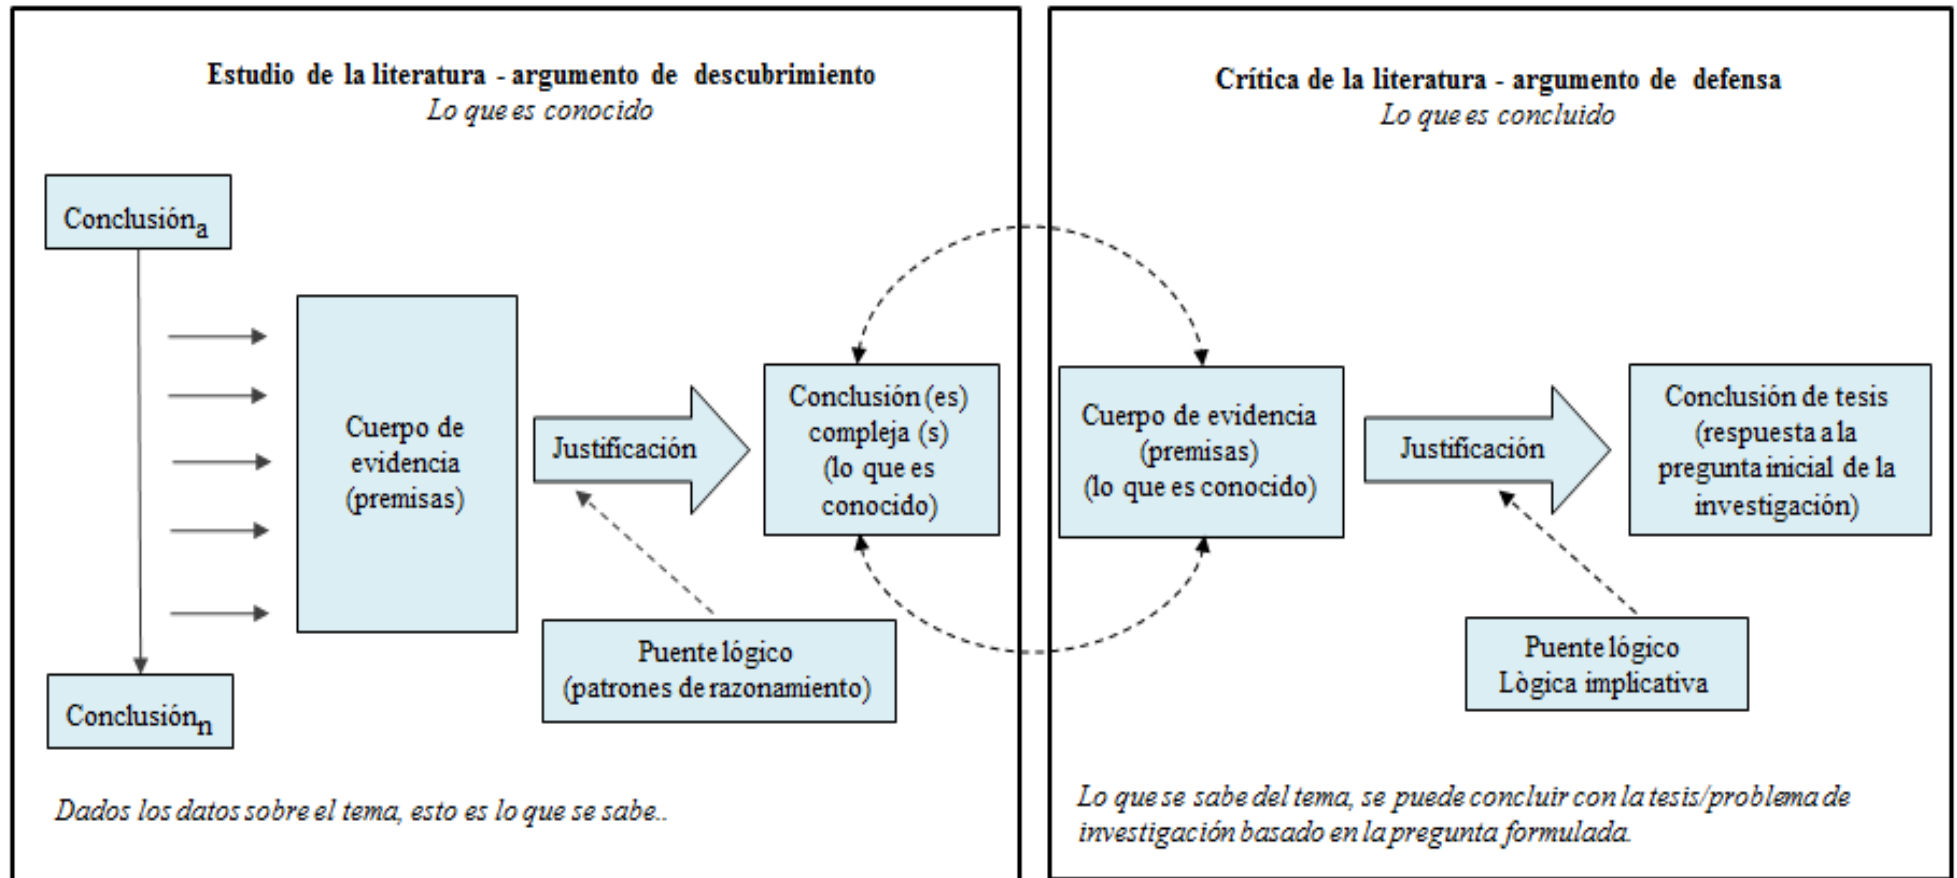 Estudio de la literatura - argumento de descubrimiento
Lo que es conocido
Conclusiónₐ
Cuerpo de
evidencia
(premisas)
Justificación
Conclusión (es)
compleja (s)
(lo que es
conocido)
Puente lógico
(patrones de razonamiento)
Conclusiónₙ
Dados los datos sobre el tema, esto es lo que se sabe..
Crítica de la literatura - argumento de defensa
Lo que es concluido
Cuerpo de evidencia
(premisas)
(lo que es conocido)
Justificación
Conclusión de tesis
(respuesta a la
pregunta inicial de la
investigación)
Puente lógico
Lògica implicativa
Lo que se sabe del tema, se puede concluir con la tesis/problema de
investigación basado en la pregunta formulada.